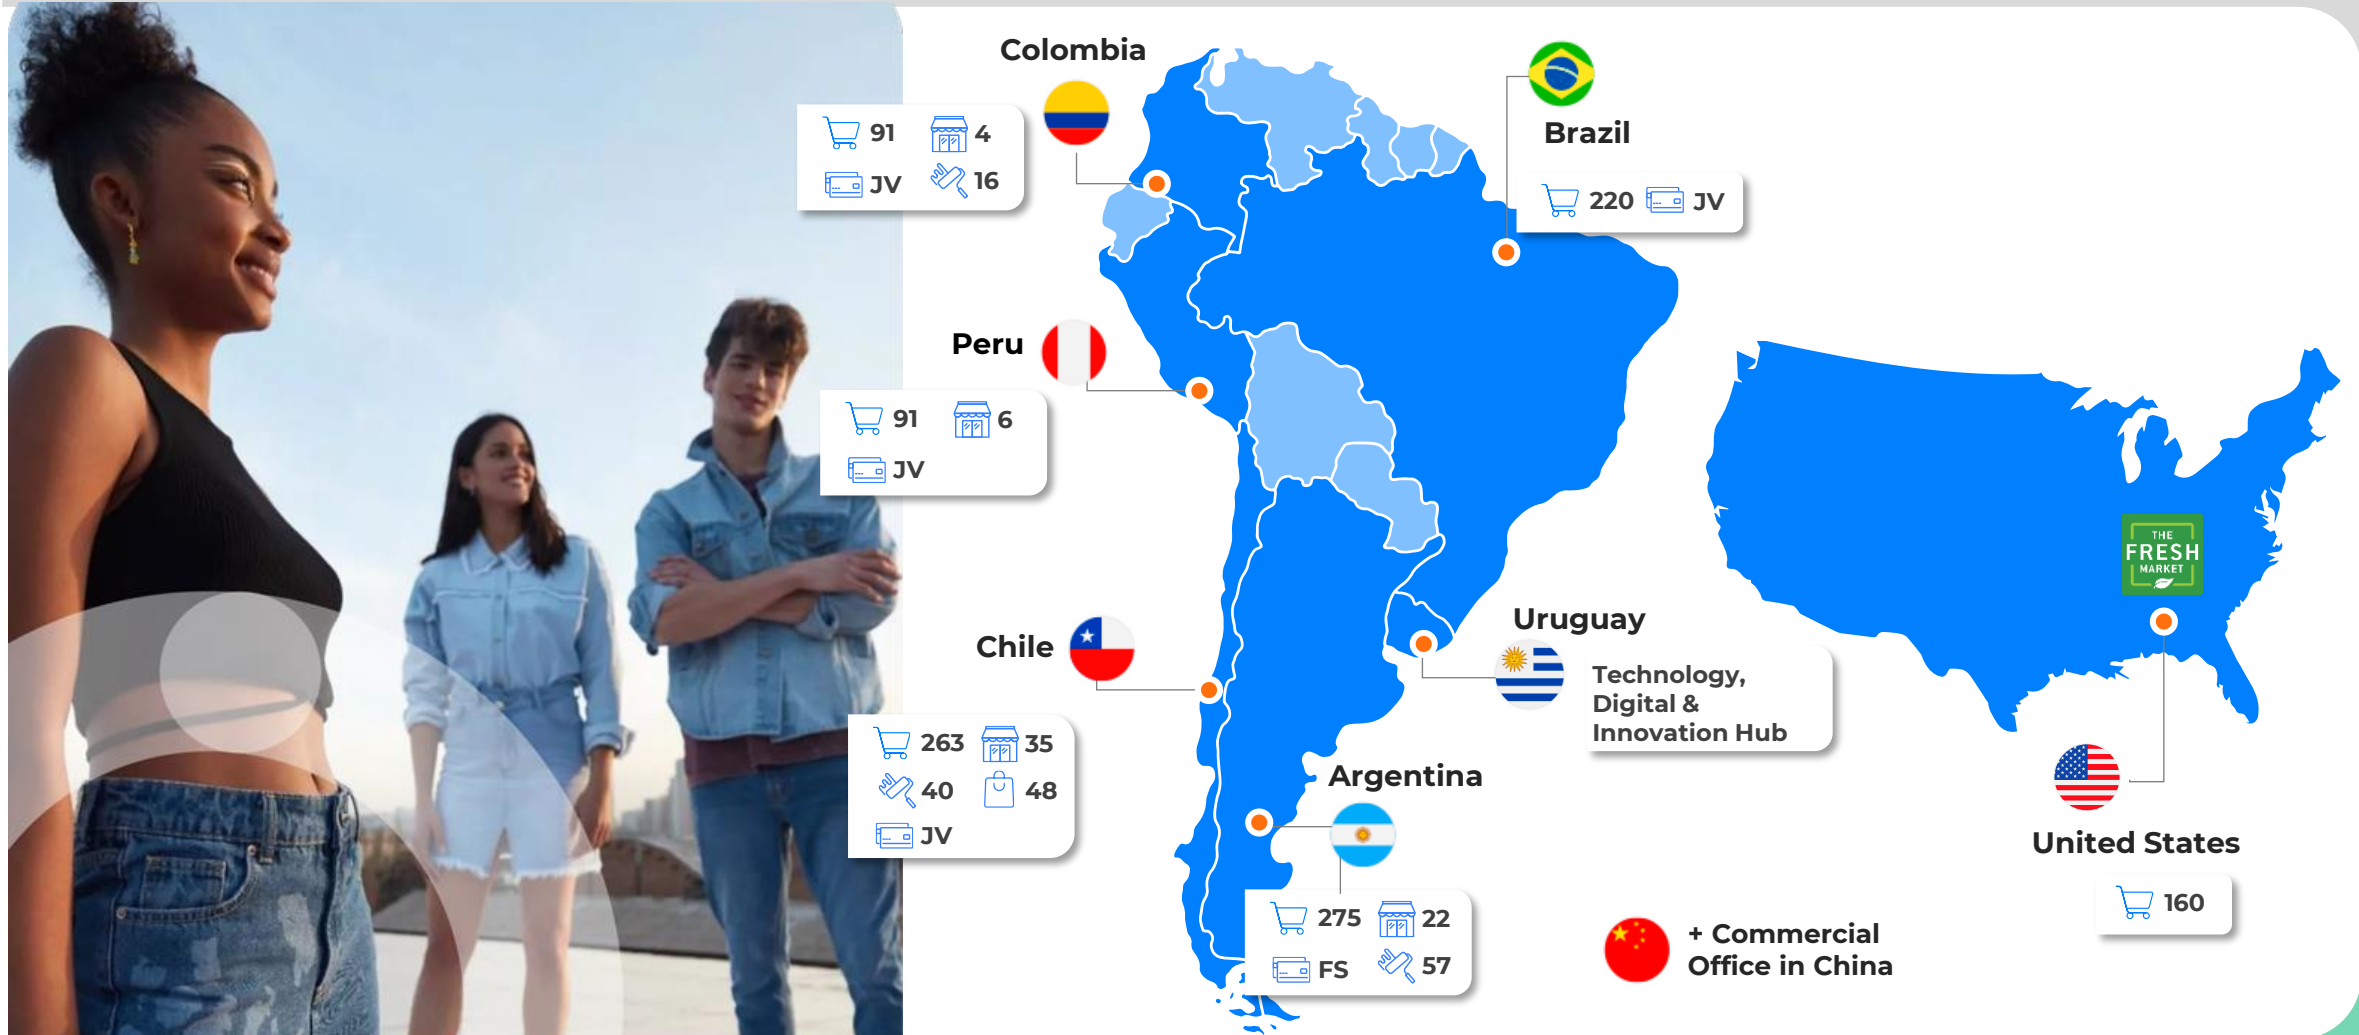 Colombia
91 4
JV 16
Brazil
220 JV
Peru
91 6
JV
Chile
263 35
40 48
JV
Uruguay
Technology,
Digital &
Innovation Hub
Argentina
275 22
FS 57
THE
FRESH
MARKET
United States
160
+ Commercial
Office in China